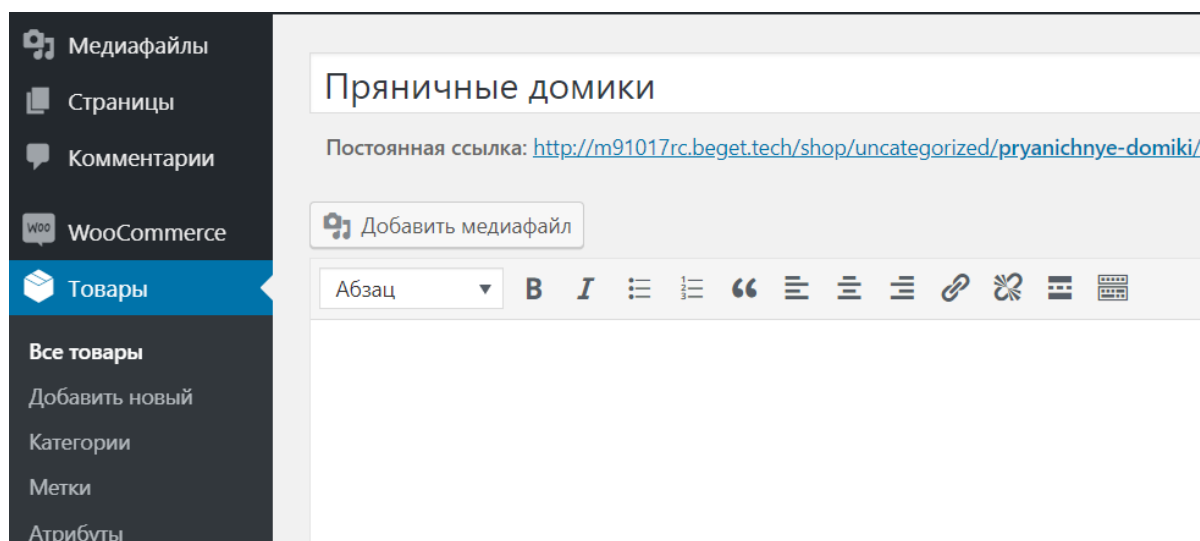 Медиафайлы
Страницы
Комментарии
WooCommerce
Товары
Все товары
Добавить новый
Категории
Метки
Атрибуты
Пряничные домики
Постоянная ссылка: http://m91017rc.beget.tech/shop/uncategorized/pryanichnye-domiki/
Добавить медиафайл
Абзац